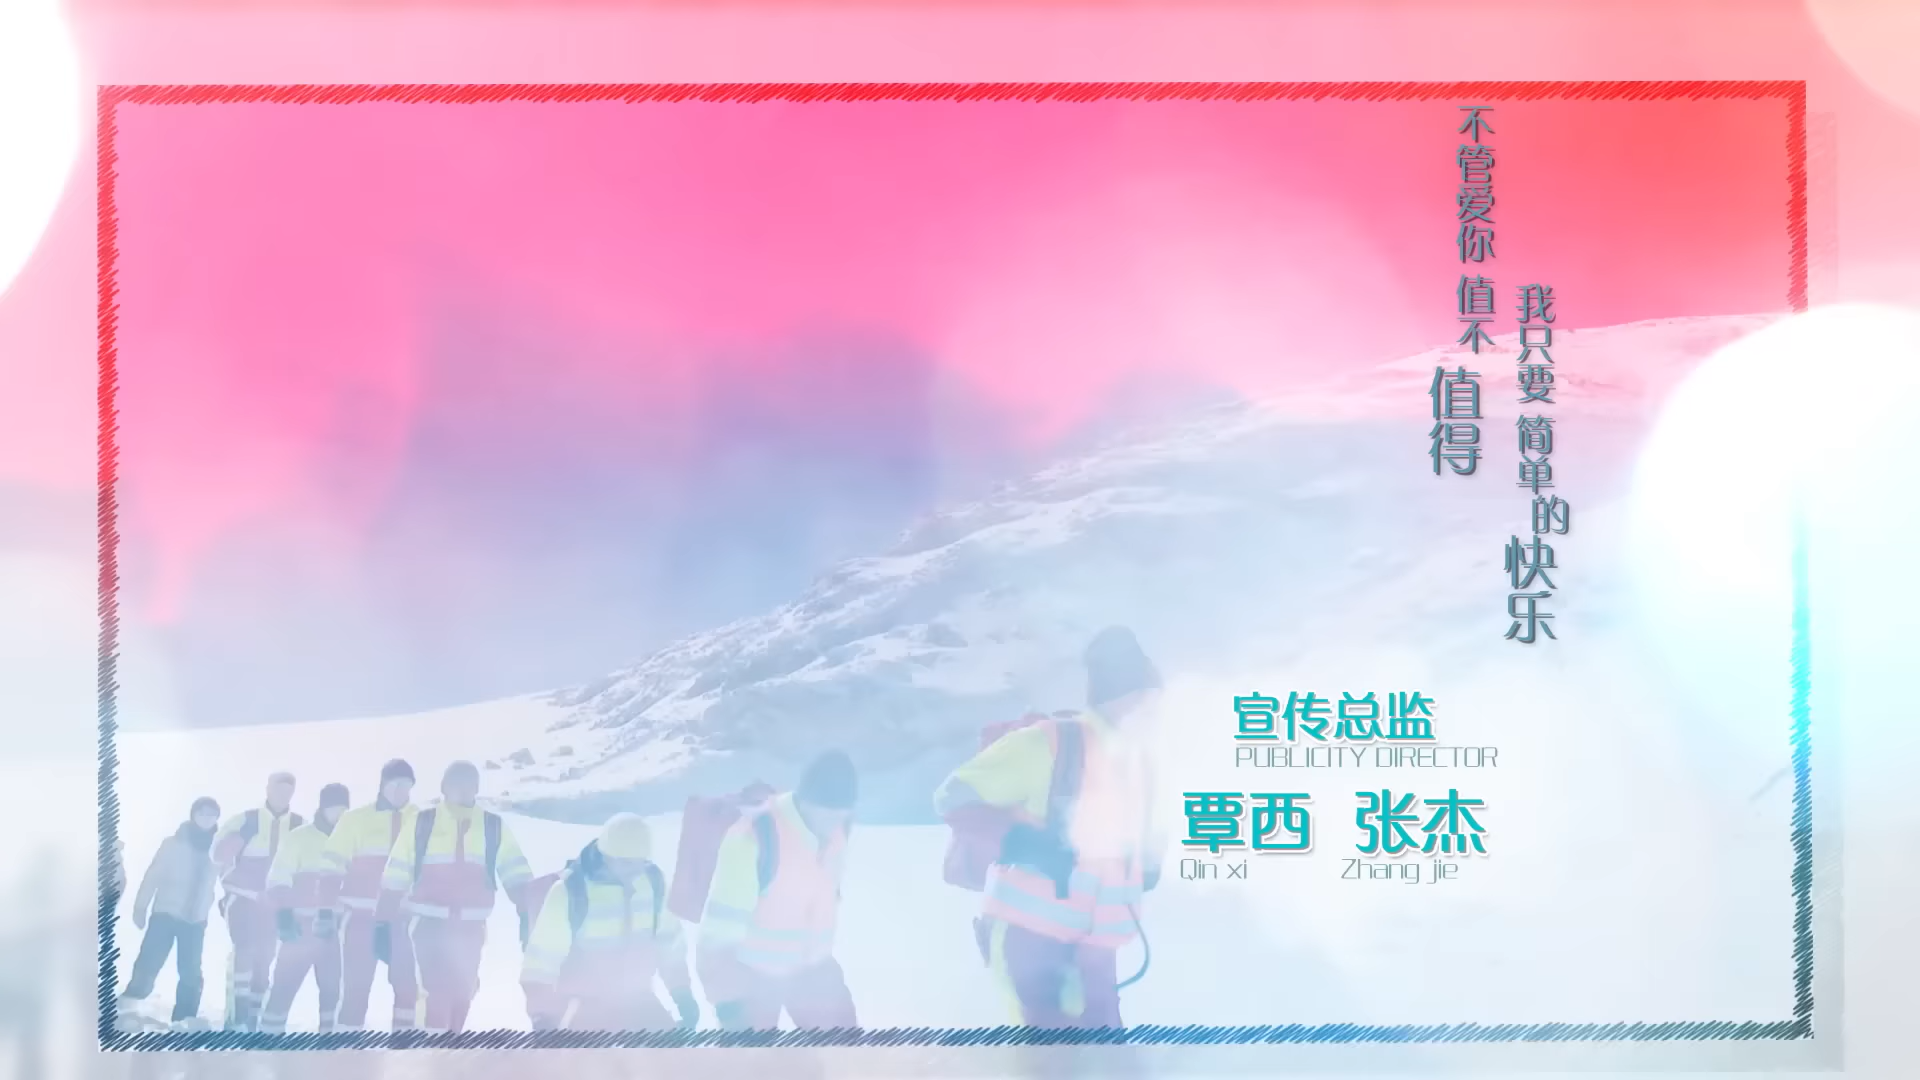 不管爱你 值不 值得
我只要 简单的 快乐
宣传总监
PUBLICITY DIRECTOR
覃西 张杰
Qin xi Zhang jie